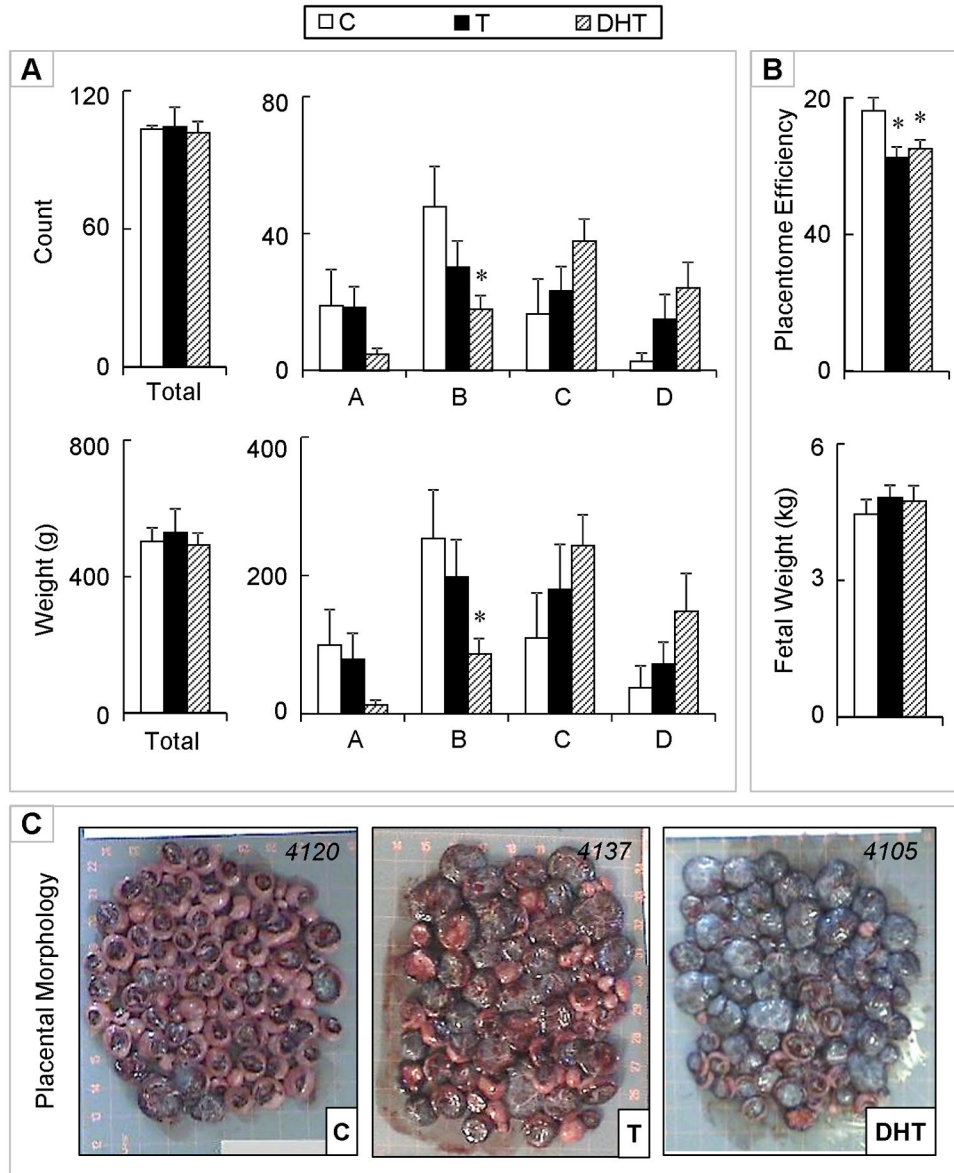 C T DHT
A
Count
120
60
0
Total
80
40
0
* 
A B C D
Weight (g)
800
400
0
Total
400
200
0
*
A B C D
B
Placentome Efficiency
20
40
0
* *
Fetal Weight (kg)
6
3
0
C
Placental Morphology
4120
C
4137
T
4105
DHT